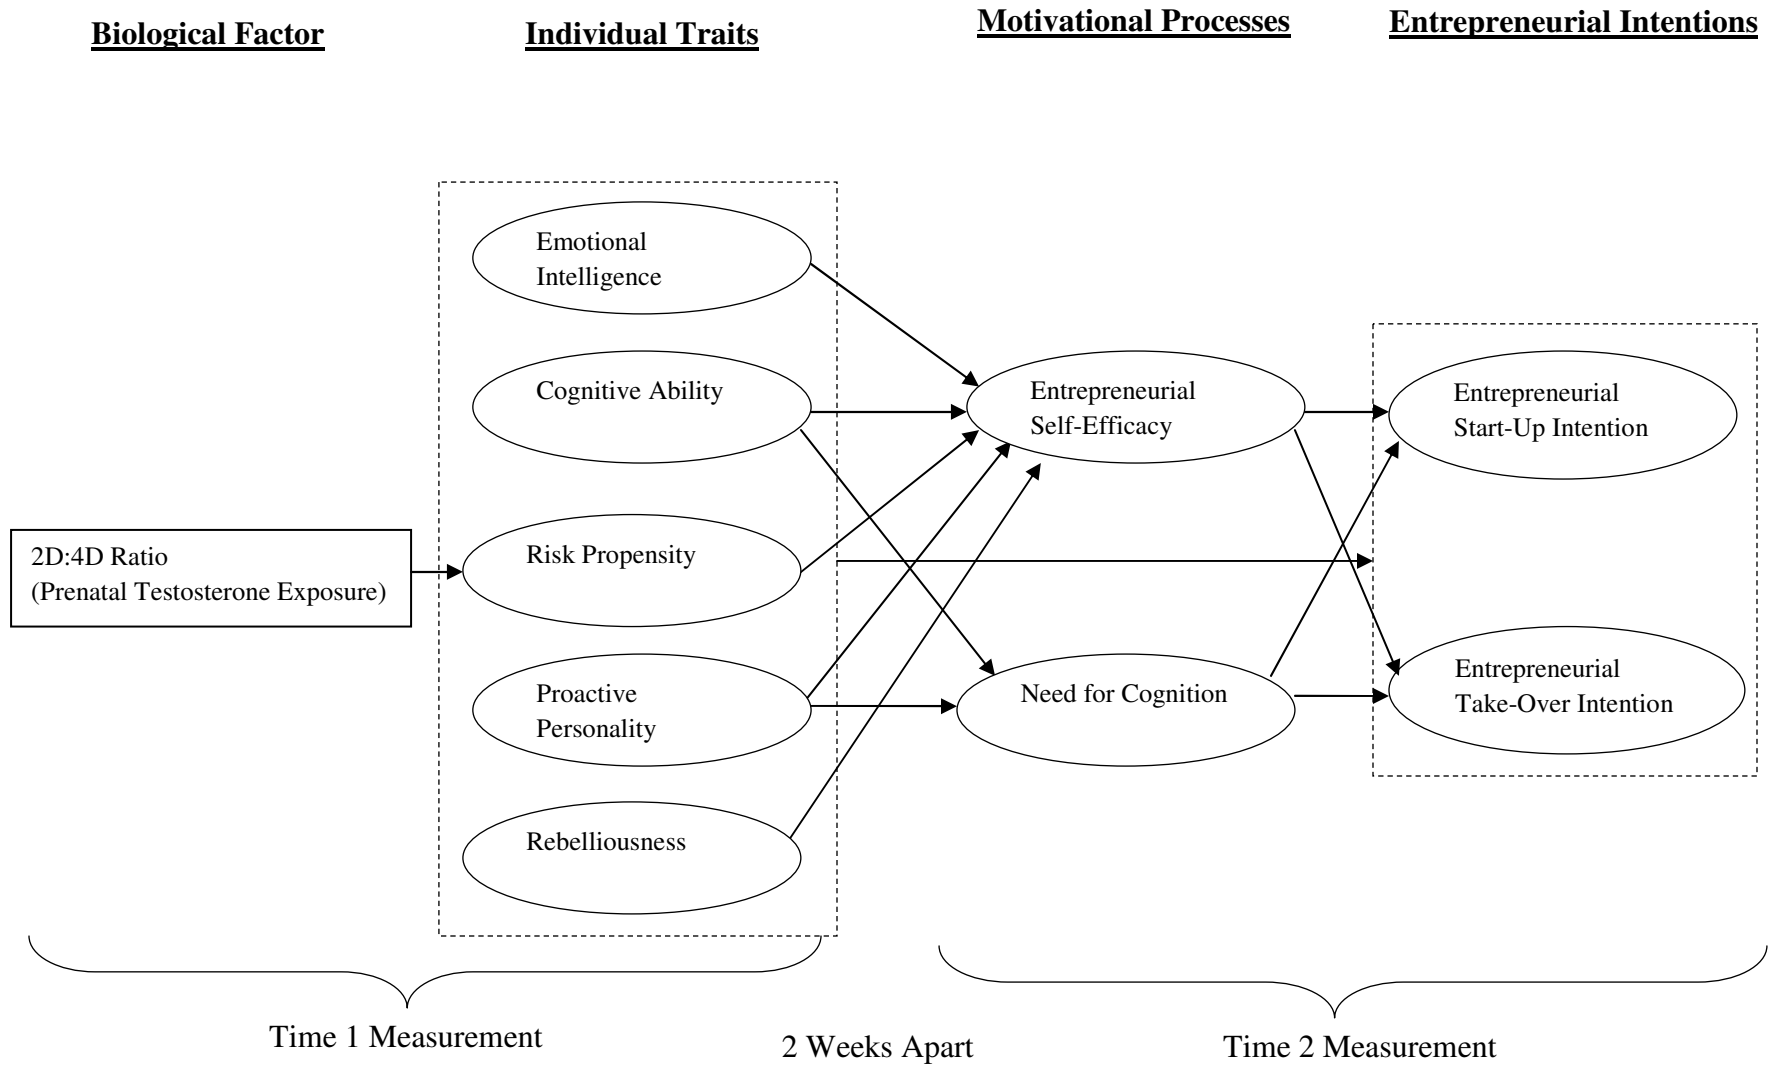 Biological Factor
Individual Traits
Motivational Processes
Entrepreneurial Intentions
Emotional
Intelligence
Cognitive Ability
Risk Propensity
Proactive
Personality
Rebelliousness
2D:4D Ratio
(Prenatal Testosterone Exposure)
Entrepreneurial
Self-Efficacy
Need for Cognition
Entrepreneurial
Start-Up Intention
Entrepreneurial
Take-Over Intention
Time 1 Measurement
2 Weeks Apart
Time 2 Measurement